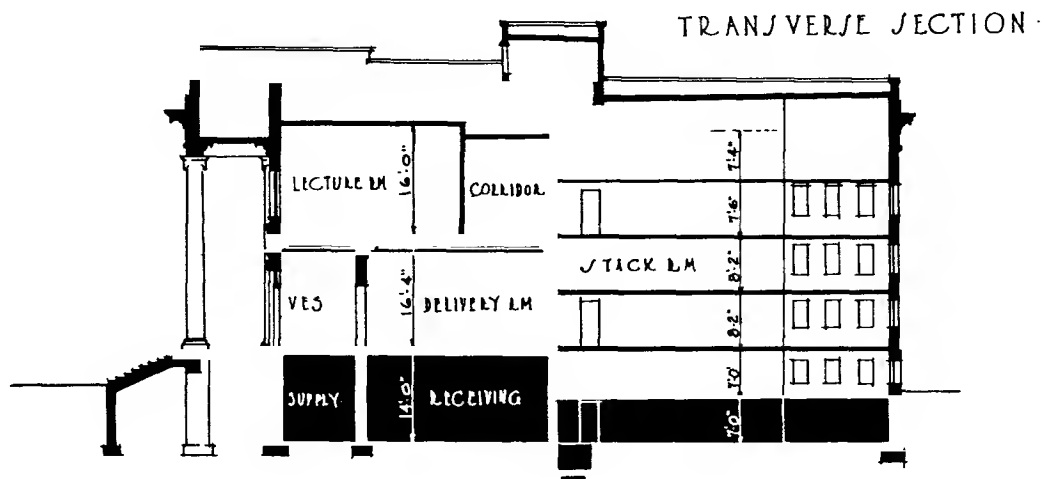 TRANSVERSE SECTION
LECTURE RM
16'-0"
CORRIDOR
7'-4"
7'-6"
STACK RM
8'-2"
VES
16'-4"
DELIVERY RM
8-2"
7'0'
SUPPLY
14'0"
RECEIVING
7'0"